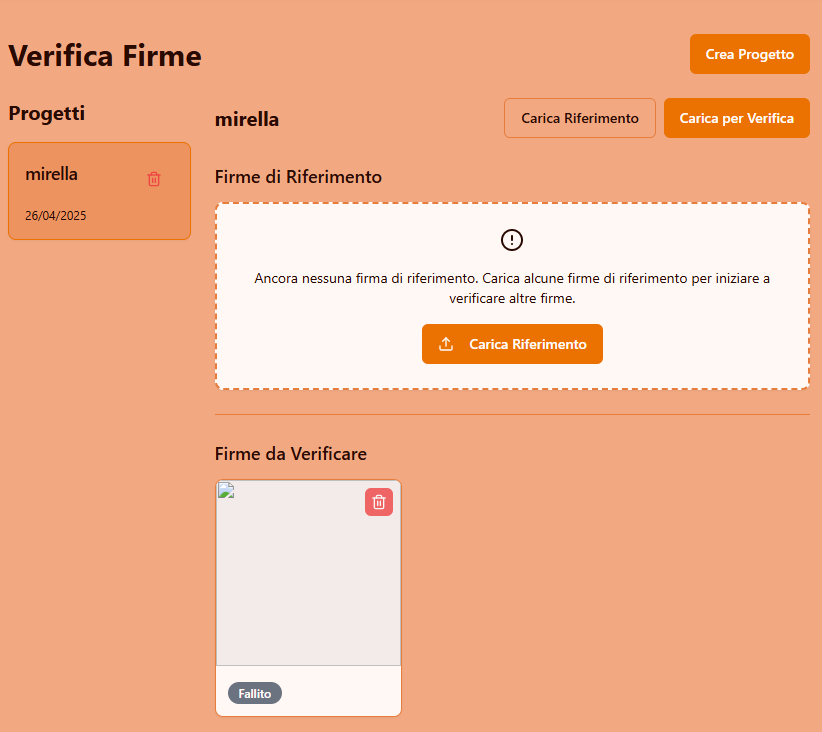 Verifica Firme
Crea Progetto
Progetti
mirella
26/04/2025
mirella
Carica Riferimento
Carica per Verifica
Firme di Riferimento
Ancora nessuna firma di riferimento. Carica alcune firme di riferimento per iniziare a
verificare altre firme.
Carica Riferimento
Firme da Verificare
Fallito